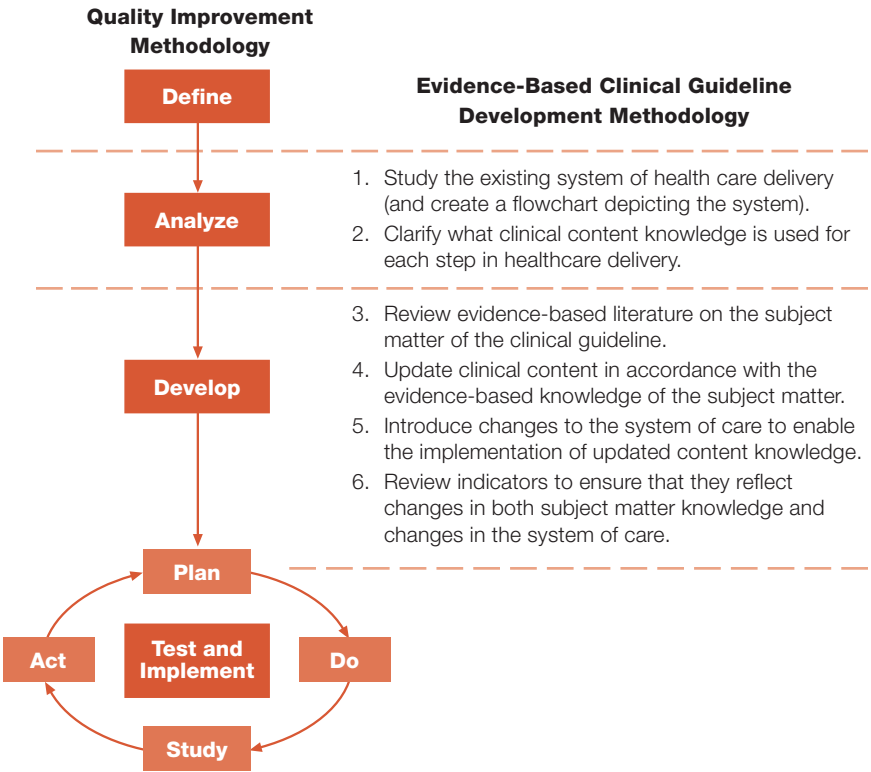 Quality Improvement
Methodology
Define
Evidence-Based Clinical Guideline
Development Methodology
Analyze
1. Study the existing system of health care delivery
(and create a flowchart depicting the system).
2. Clarify what clinical content knowledge is used for
each step in healthcare delivery.
Develop
3. Review evidence-based literature on the subject
matter of the clinical guideline.
4. Update clinical content in accordance with the
evidence-based knowledge of the subject matter.
5. Introduce changes to the system of care to enable
the implementation of updated content knowledge.
6. Review indicators to ensure that they reflect
changes in both subject matter knowledge and
changes in the system of care.
Plan
Act
Test and
Implement
Do
Study